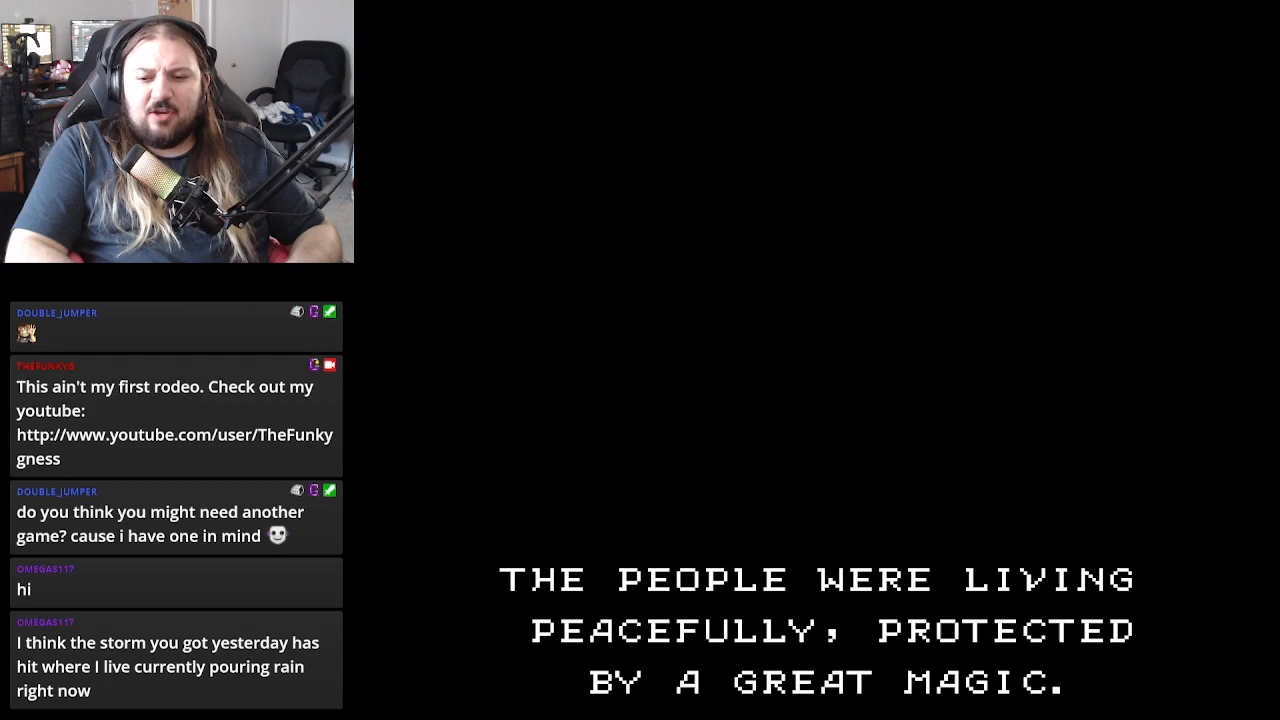 DOUBLE_JUMPER
THEFUNKYG
This ain't my first rodeo. Check out my
youtube:
http://www.youtube.com/user/TheFunky
gness
DOUBLE_JUMPER
do you think you might need another
game? cause i have one in mind
OMEGAS117
hi
OMEGAS117
I think the storm you got yesterday has
hit where I live currently pouring rain
right now
THE PEOPLE WERE LIVING
PEACEFULLY, PROTECTED
BY A GREAT MAGIC.